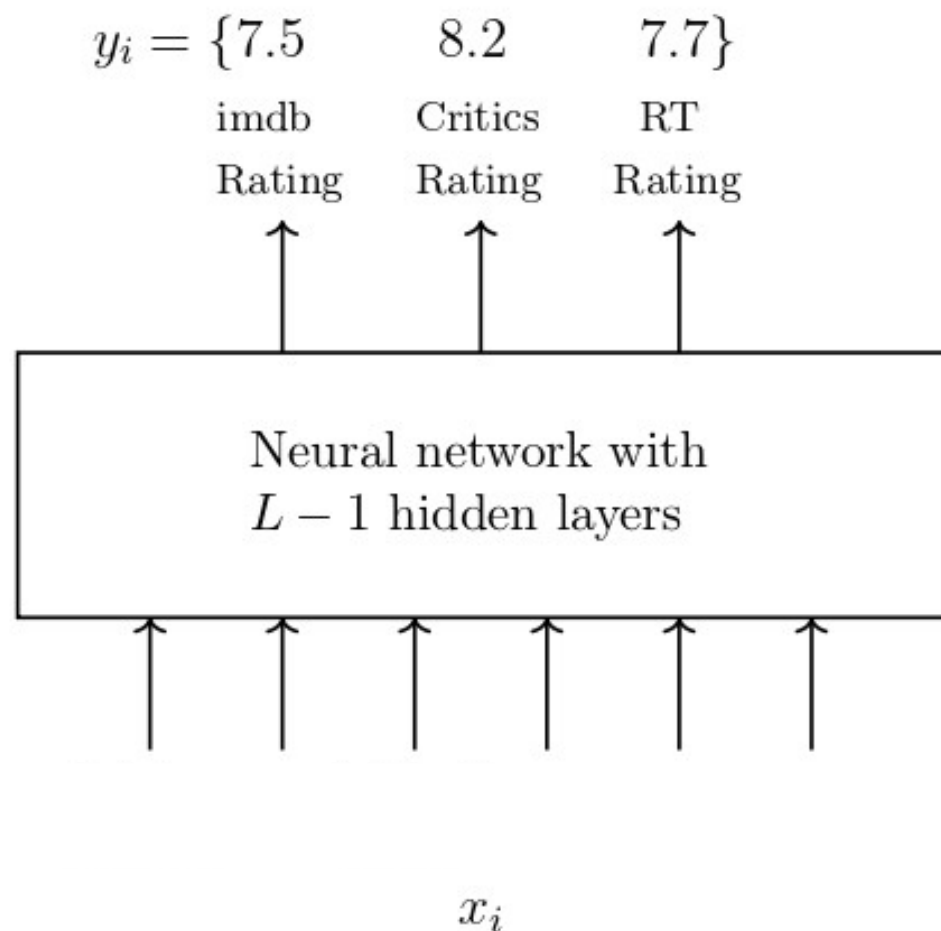 y_i = {7.5 8.2 7.7}
imdb Critics RT
Rating Rating Rating
Neural network with
L − 1 hidden layers
x_i